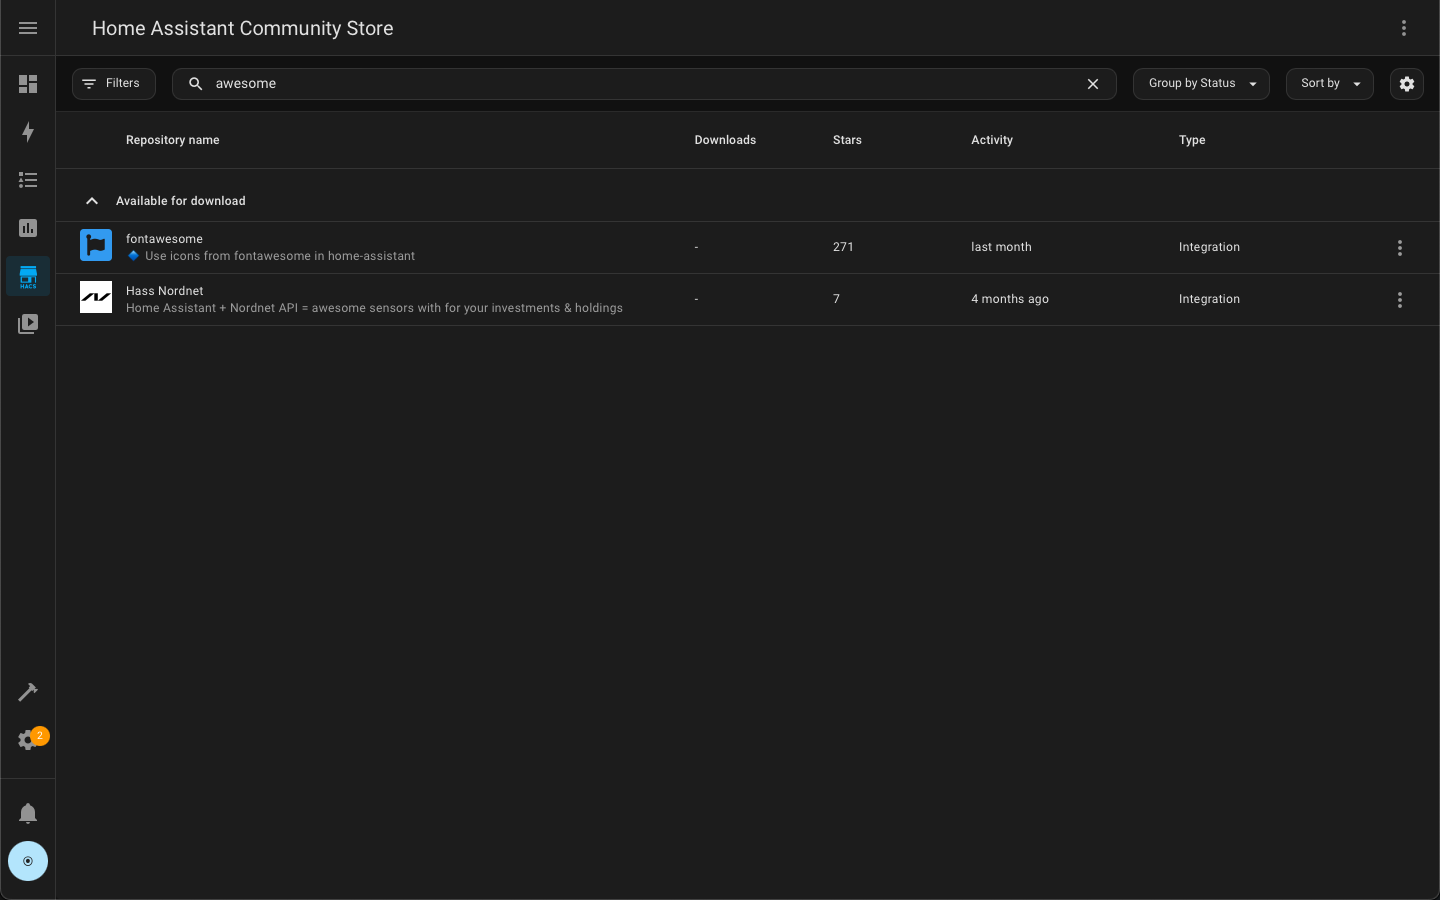 Home Assistant Community Store
Filters
awesome
Group by Status
Sort by
Repository name Downloads Stars Activity Type
Available for download
fontawesome
Use icons from fontawesome in home-assistant
- 271 last month Integration
Hass Nordnet
Home Assistant + Nordnet API = awesome sensors with for your investments & holdings
- 7 4 months ago Integration
HACS
2